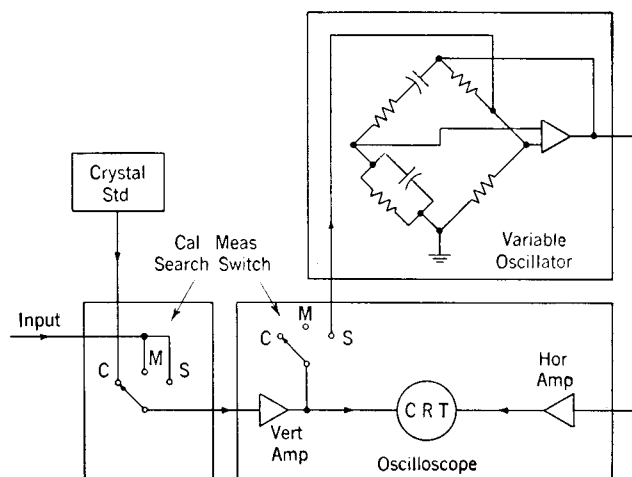 Crystal
Std
Variable
Oscillator
Cal Meas
Search Switch
Input
C
M
S
C
M
S
Vert
Amp
CRT
Hor
Amp
Oscilloscope